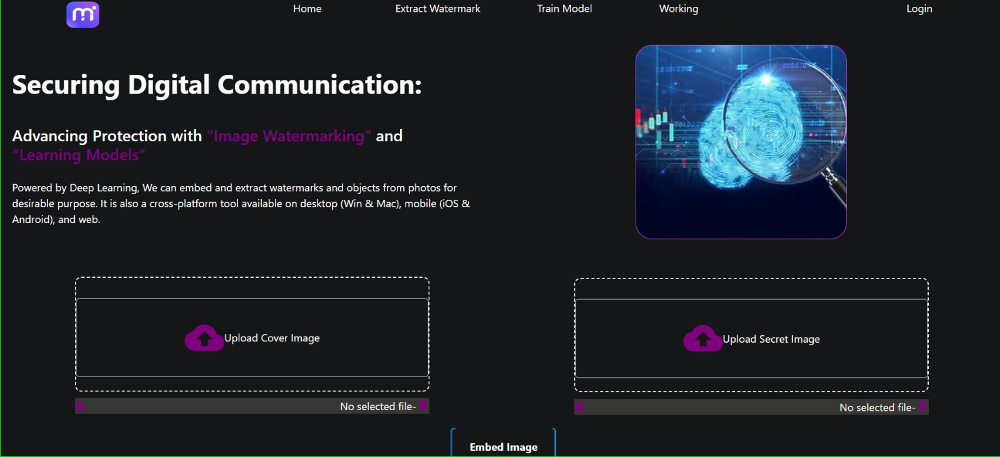 Home Extract Watermark Train Model Working Login
Securing Digital Communication:
Advancing Protection with “Image Watermarking” and
“Learning Models”
Powered by Deep Learning, We can embed and extract watermarks and objects from photos for
desirable purpose. It is also a cross-platform tool available on desktop (Win & Mac), mobile (iOS &
Android), and web.
Upload Cover Image
Upload Secret Image
No selected file-
No selected file-
Embed Image